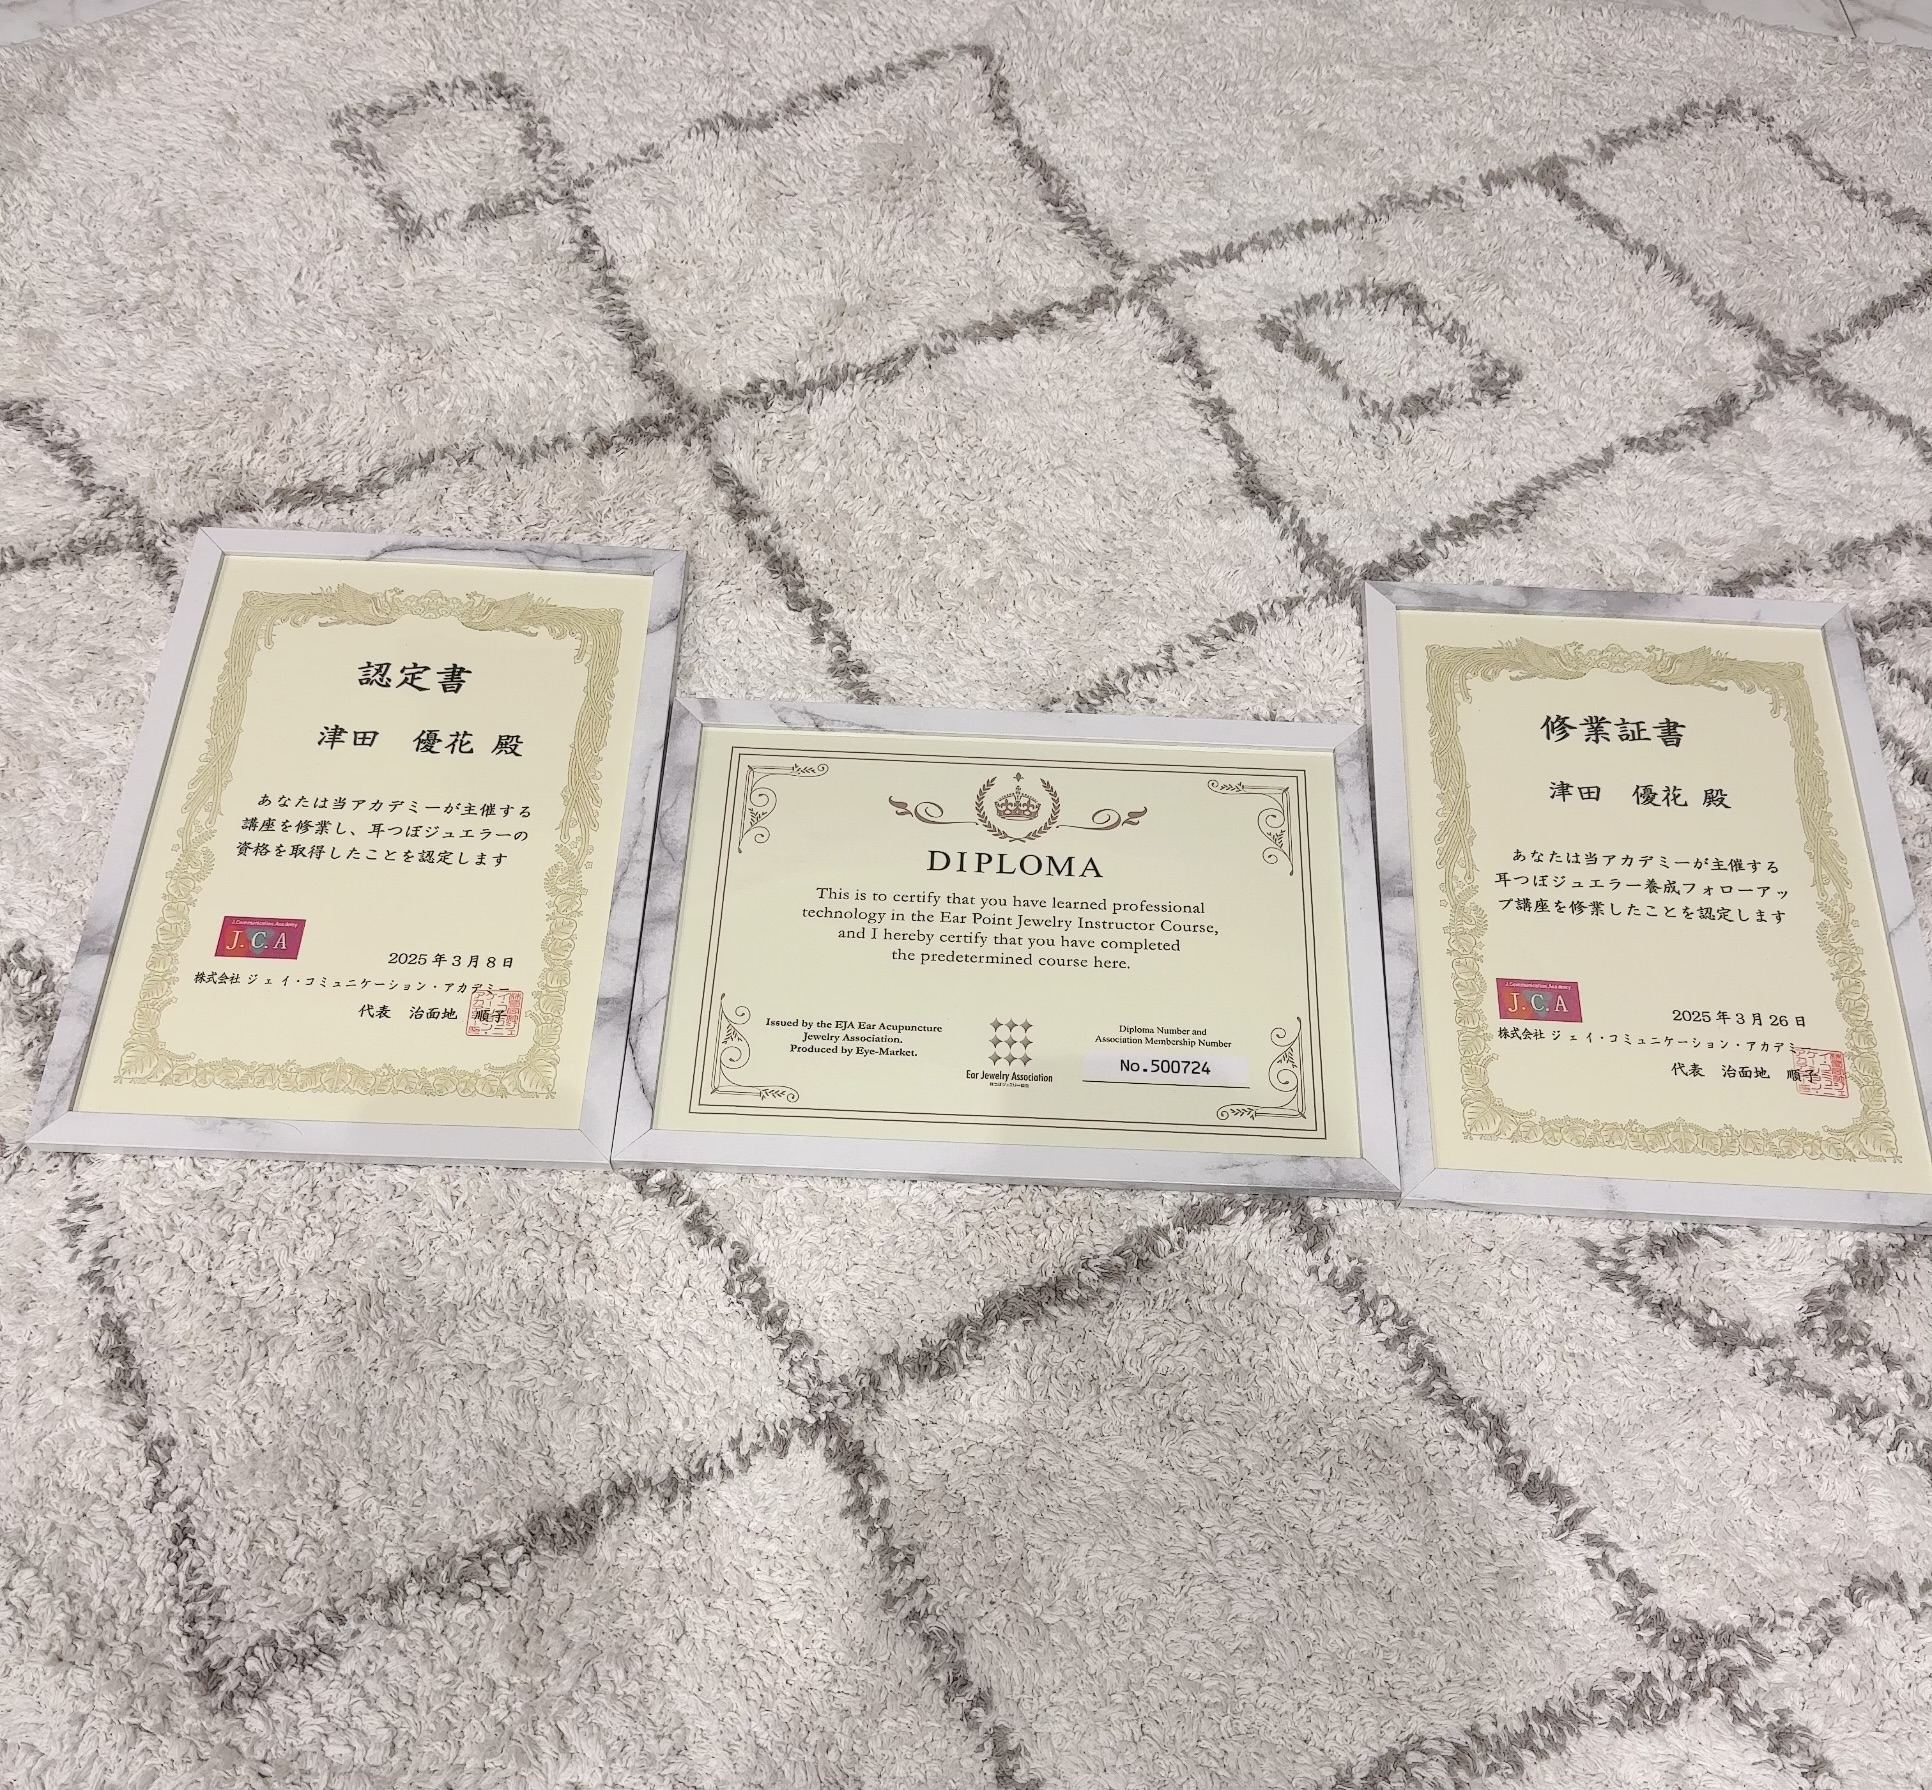 認定書
津田 優花 殿
あなたは当アカデミーが主催する
講座を修業し、耳つぼジュエラーの
資格を取得したことを認定します
J.Communication Academy
J.C.A
2025年3月8日
株式会社 ジェイ・コミュニケーション・アカデミー
代表 治面地 順子
DIPLOMA
This is to certify that you have learned professional
technology in the Ear Point Jewelry Instructor Course,
and I hereby certify that you have completed
the predetermined course here.
Issued by the EJA Ear Acupuncture
Jewelry Association.
Produced by Eye-Market.
Ear Jewelry Association
Diploma Number and
Association Membership Number
No.500724
修業証書
津田 優花 殿
あなたは当アカデミーが主催する
耳つぼジュエラー養成フォローアッ
プ講座を修業したことを認定します
J.Communication Academy
J.C.A
2025年3月26日
株式会社 ジェイ・コミュニケーション・アカデミー
代表 治面地 順子